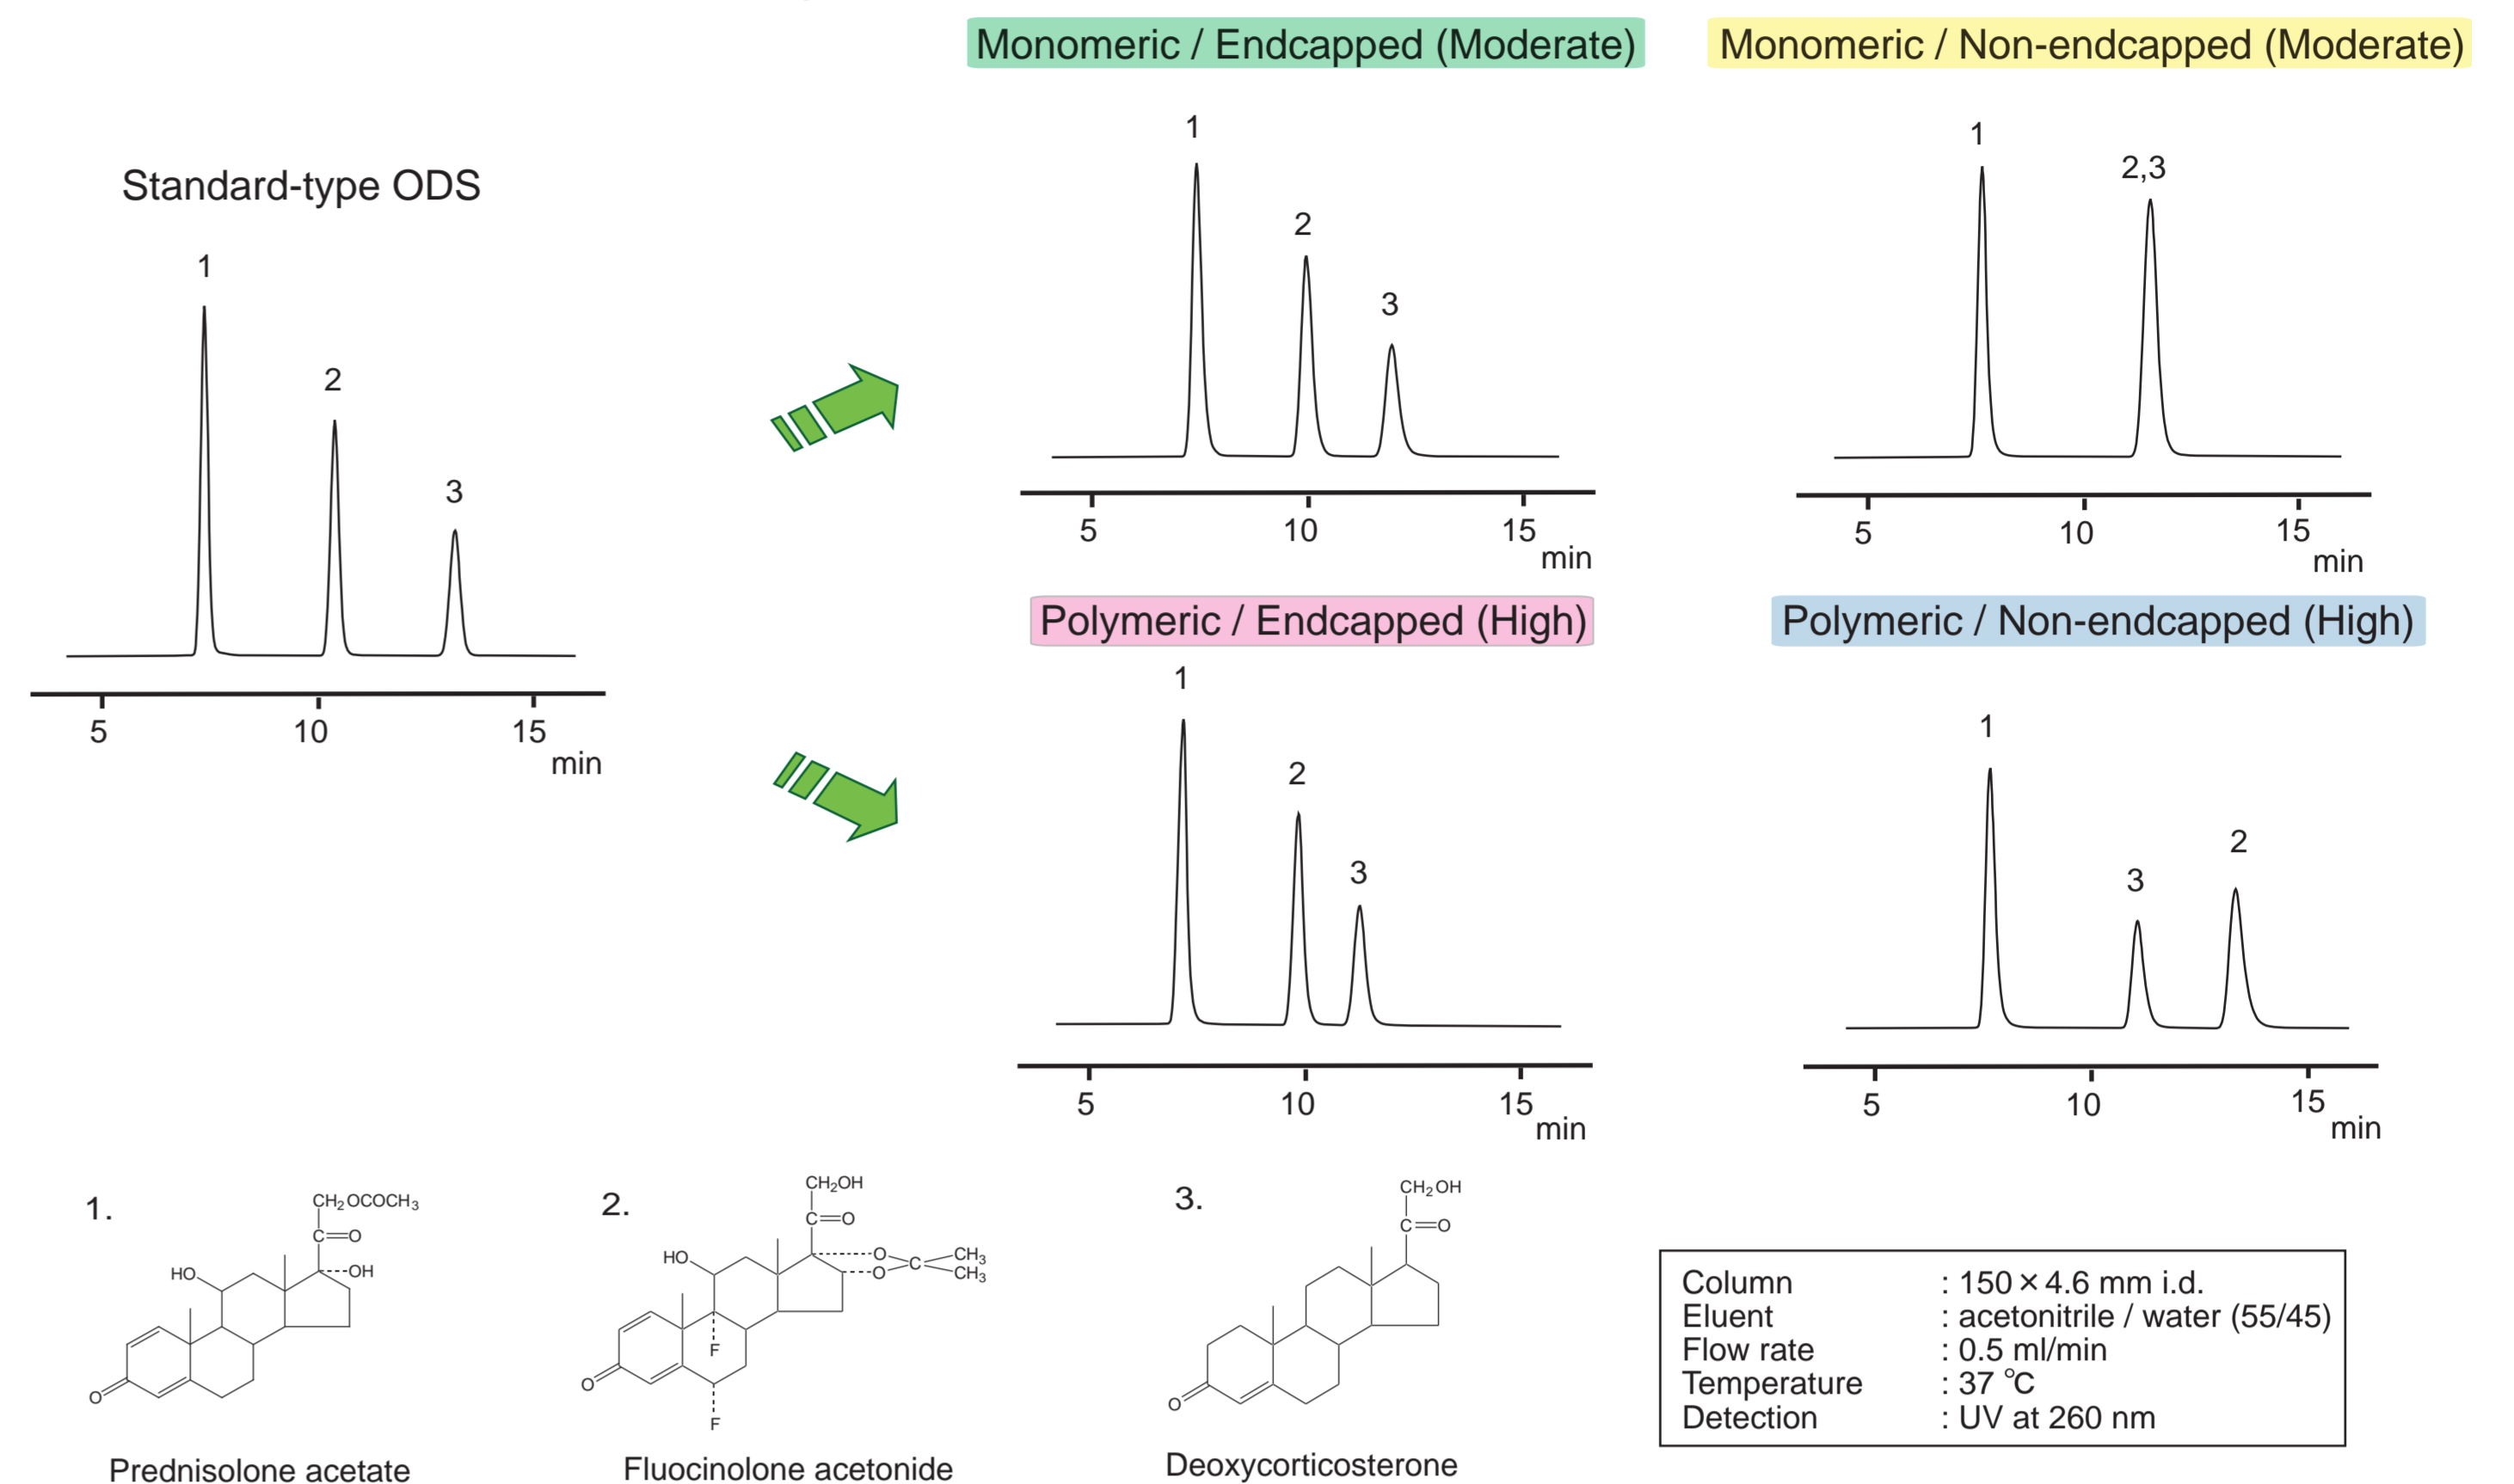 Monomeric / Endcapped (Moderate)
Monomeric / Non-endcapped (Moderate)
Standard-type ODS
1
2
3
5
10
15
min
1
2
3
5
10
15
min
1
2,3
5
10
15
min
Polymeric / Endcapped (High)
Polymeric / Non-endcapped (High)
1
2
3
5
10
15
min
1
3
2
5
10
15
min
1.
CH2OCOCH3
C=O
HO
OH
O
Prednisolone acetate
2.
CH2OH
C=O
HO
O
O
C
CH3
CH3
F
O
F
Fluocinolone acetonide
3.
CH2OH
C=O
O
Deoxycorticosterone
Column : 150×4.6 mm i.d.
Eluent : acetonitrile / water (55/45)
Flow rate : 0.5 ml/min
Temperature : 37 ℃
Detection : UV at 260 nm